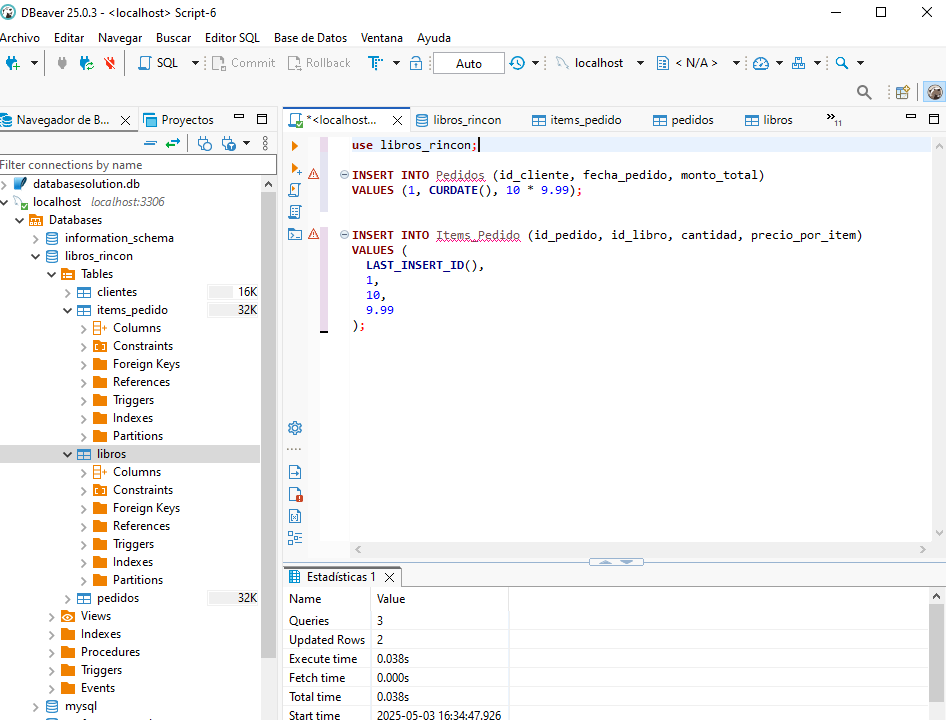 DBeaver 25.0.3 - <localhost> Script-6
Archivo Editar Navegar Buscar Editor SQL Base de Datos Ventana Ayuda
SQL Commit Rollback Auto localhost < N/A >
Navegador de B... Proyectos
*<localhost... libros_rincon items_pedido pedidos libros »11
Filter connections by name
databasesolution.db
localhost localhost:3306
Databases
information_schema
libros_rincon
Tables
clientes 16K
items_pedido 32K
Columns
Constraints
Foreign Keys
References
Triggers
Indexes
Partitions
libros
Columns
Constraints
Foreign Keys
References
Triggers
Indexes
Partitions
pedidos 32K
Views
Indexes
Procedures
Triggers
Events
mysql
use libros_rincon;
INSERT INTO Pedidos (id_cliente, fecha_pedido, monto_total)
VALUES (1, CURDATE(), 10 * 9.99);
INSERT INTO Items_Pedido (id_pedido, id_libro, cantidad, precio_por_item)
VALUES (
LAST_INSERT_ID(),
1,
10,
9.99
);
Estadísticas 1
Name Value
Queries 3
Updated Rows 2
Execute time 0.038s
Fetch time 0.000s
Total time 0.038s
Start time 2025-05-03 16:34:47.926